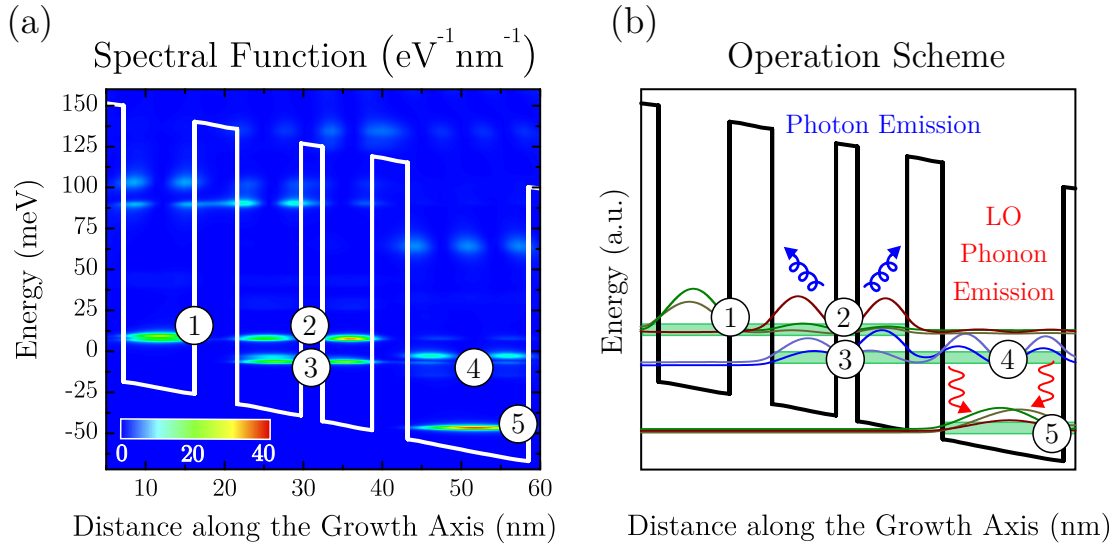 (a)
Spectral Function (eV⁻¹nm⁻¹)
150
125
100
75
50
25
0
-25
-50
Energy (meV)
1
2
3
4
5
0 20 40
10 20 30 40 50 60
Distance along the Growth Axis (nm)
(b)
Operation Scheme
Photon Emission
LO
Phonon
Emission
Energy (a.u.)
1
2
3
4
5
Distance along the Growth Axis (nm)